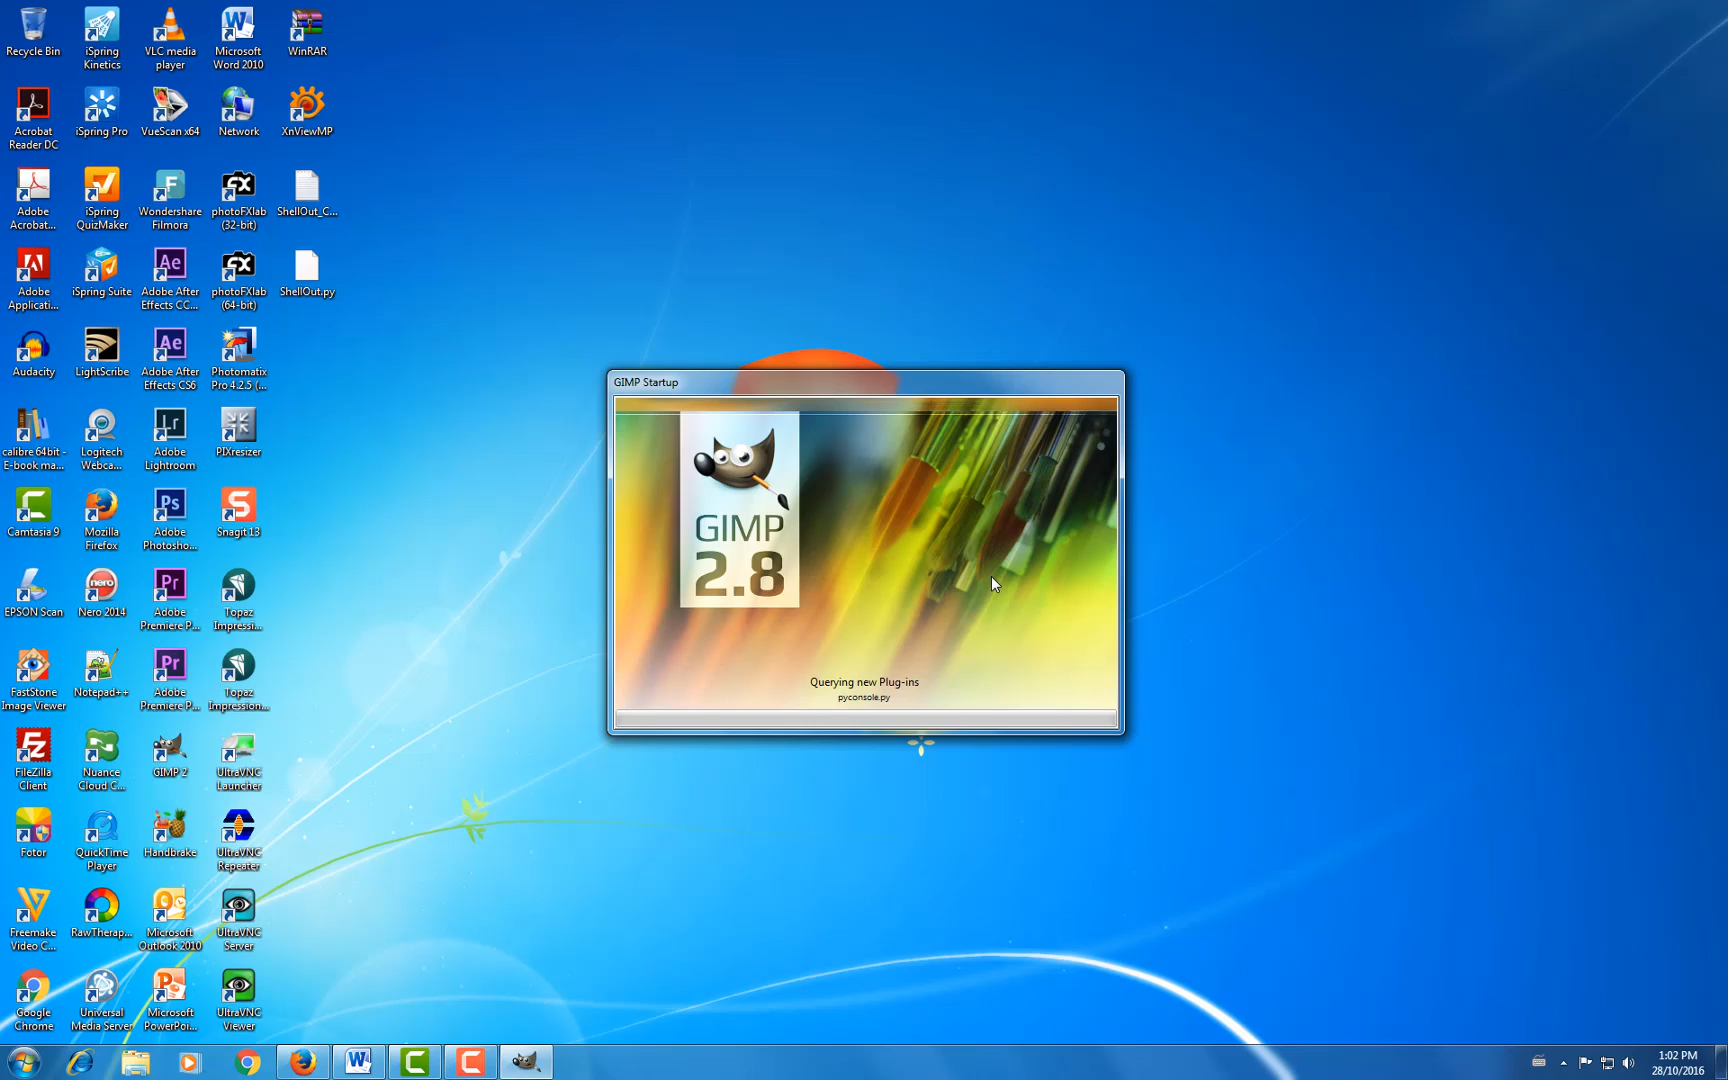 Recycle Bin
iSpring
Kinetics
VLC media
player
Microsoft
Word 2010
WinRAR
Acrobat
Reader DC
iSpring Pro
VueScan x64
Network
XnViewMP
Adobe
Acrobat...
iSpring
QuizMaker
Wondershare
Filmora
photoFXlab
(32-bit)
ShellOut_C...
Adobe
Applicati...
iSpring Suite
Adobe After
Effects CC...
photoFXlab
(64-bit)
ShellOut.py
Audacity
LightScribe
Adobe After
Effects CS6
Photomatix
Pro 4.2.5 (...
calibre 64bit -
E-book ma...
Logitech
Webca...
Adobe
Lightroom
PIXresizer
Camtasia 9
Mozilla
Firefox
Adobe
Photosho...
Snagit 13
EPSON Scan
Nero 2014
Adobe
Premiere P...
Topaz
Impressi...
FastStone
Image Viewer
Notepad++
Adobe
Premiere P...
Topaz
Impression...
FileZilla
Client
Nuance
Cloud C...
GIMP 2
UltraVNC
Launcher
Fotor
QuickTime
Player
Handbrake
UltraVNC
Repeater
Freemake
Video C...
RawTherap...
Microsoft
Outlook 2010
UltraVNC
Server
Google
Chrome
Universal
Media Server
Microsoft
PowerPoi...
UltraVNC
Viewer
GIMP Startup
GIMP
2.8
Querying new Plug-ins
pyconsole.py
1:02 PM
28/10/2016